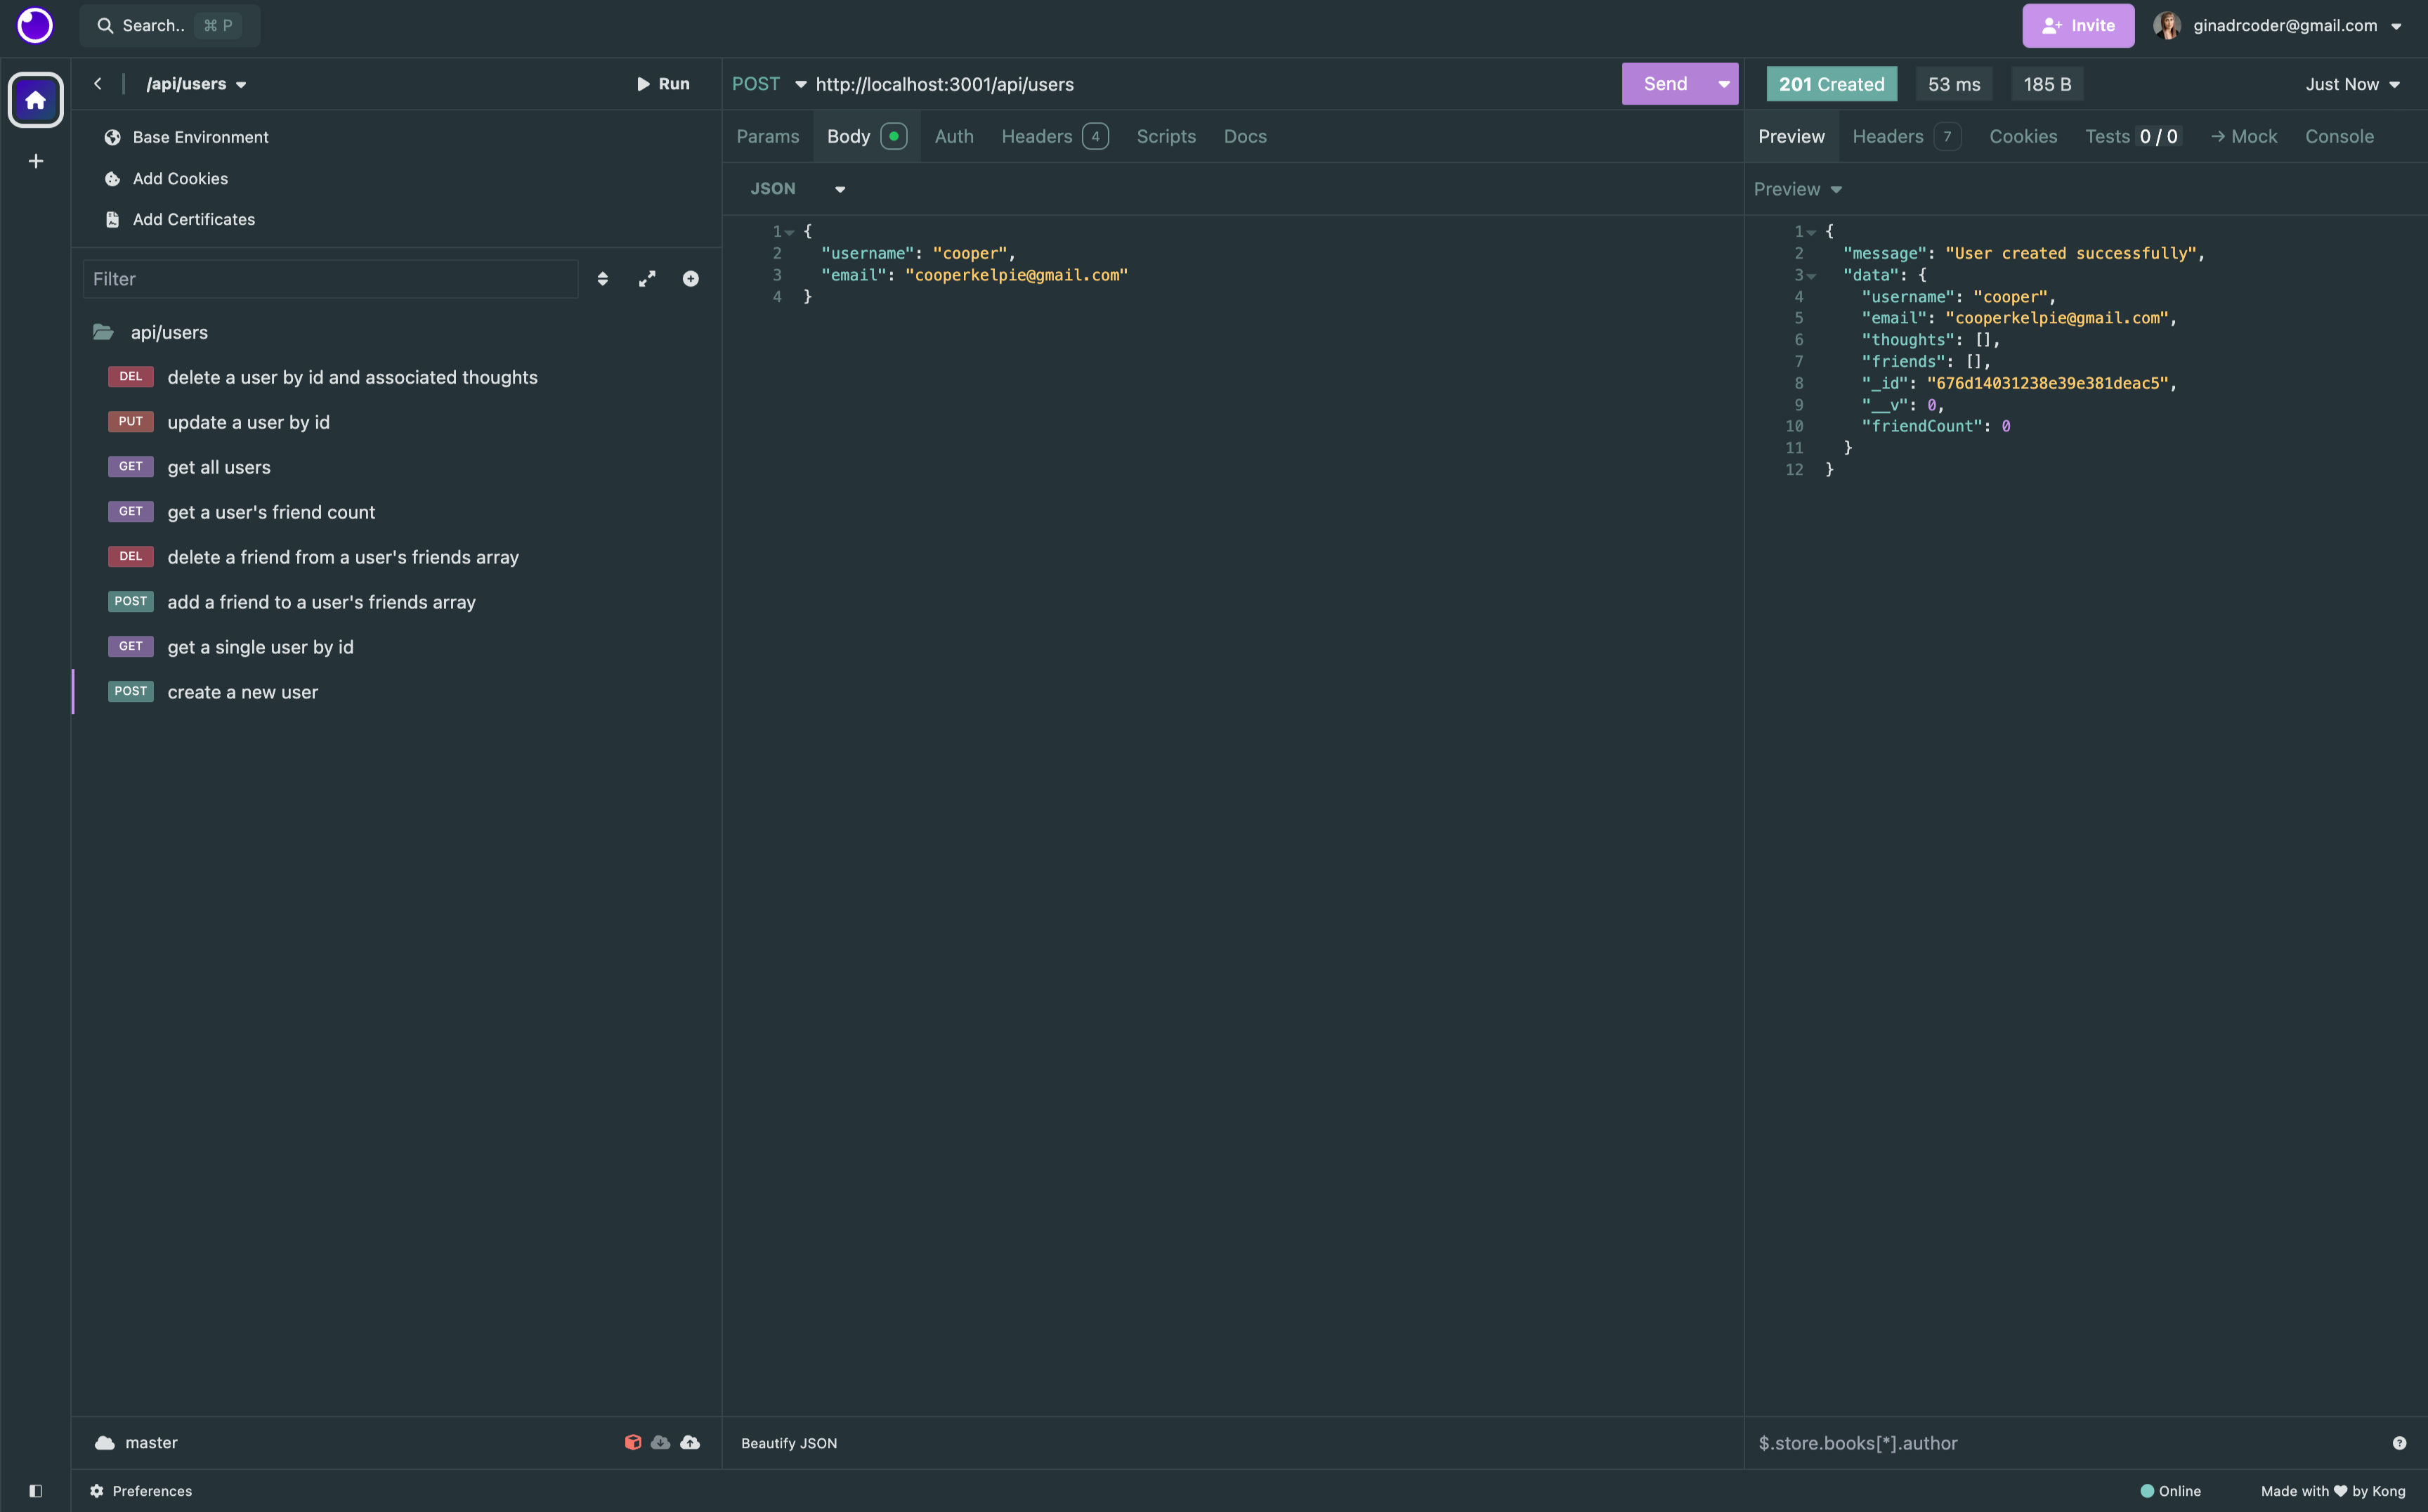 Search.. ⌘ P
Invite
ginadrcoder@gmail.com
/api/users
Run
Base Environment
Add Cookies
Add Certificates
Filter
api/users
DEL delete a user by id and associated thoughts
PUT update a user by id
GET get all users
GET get a user's friend count
DEL delete a friend from a user's friends array
POST add a friend to a user's friends array
GET get a single user by id
POST create a new user
master
Preferences
POST http://localhost:3001/api/users
Send
Params Body Auth Headers 4 Scripts Docs
JSON
1 {
2 "username": "cooper",
3 "email": "cooperkelpie@gmail.com"
4 }
Beautify JSON
201 Created 53 ms 185 B Just Now
Preview Headers 7 Cookies Tests 0 / 0 → Mock Console
Preview
1 {
2 "message": "User created successfully",
3 "data": {
4 "username": "cooper",
5 "email": "cooperkelpie@gmail.com",
6 "thoughts": [],
7 "friends": [],
8 "_id": "676d14031238e39e381deac5",
9 "__v": 0,
10 "friendCount": 0
11 }
12 }
$.store.books[*].author
Online
Made with ♥ by Kong